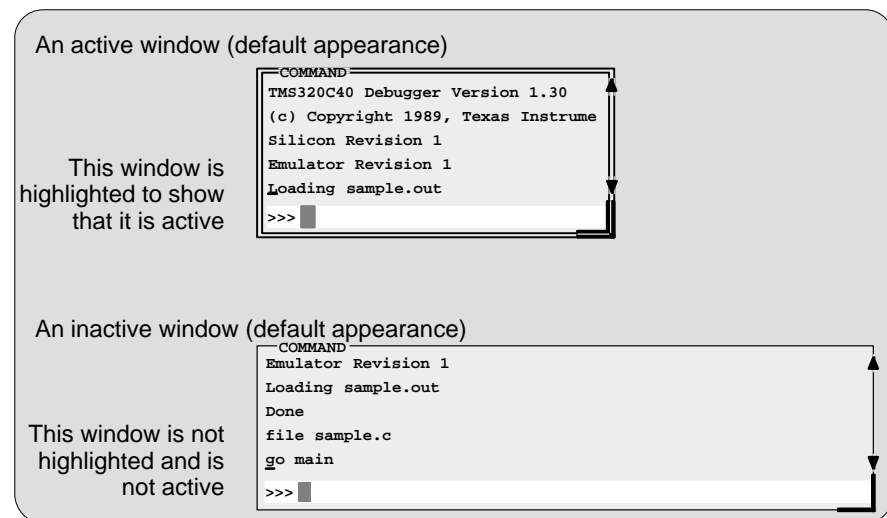 An active window (default appearance)
COMMAND
TMS320C40 Debugger Version 1.30
(c) Copyright 1989, Texas Instrume
Silicon Revision 1
Emulator Revision 1
Loading sample.out
>>>
This window is
highlighted to show
that it is active
An inactive window (default appearance)
COMMAND
Emulator Revision 1
Loading sample.out
Done
file sample.c
go main
>>>
This window is not
highlighted and is
not active